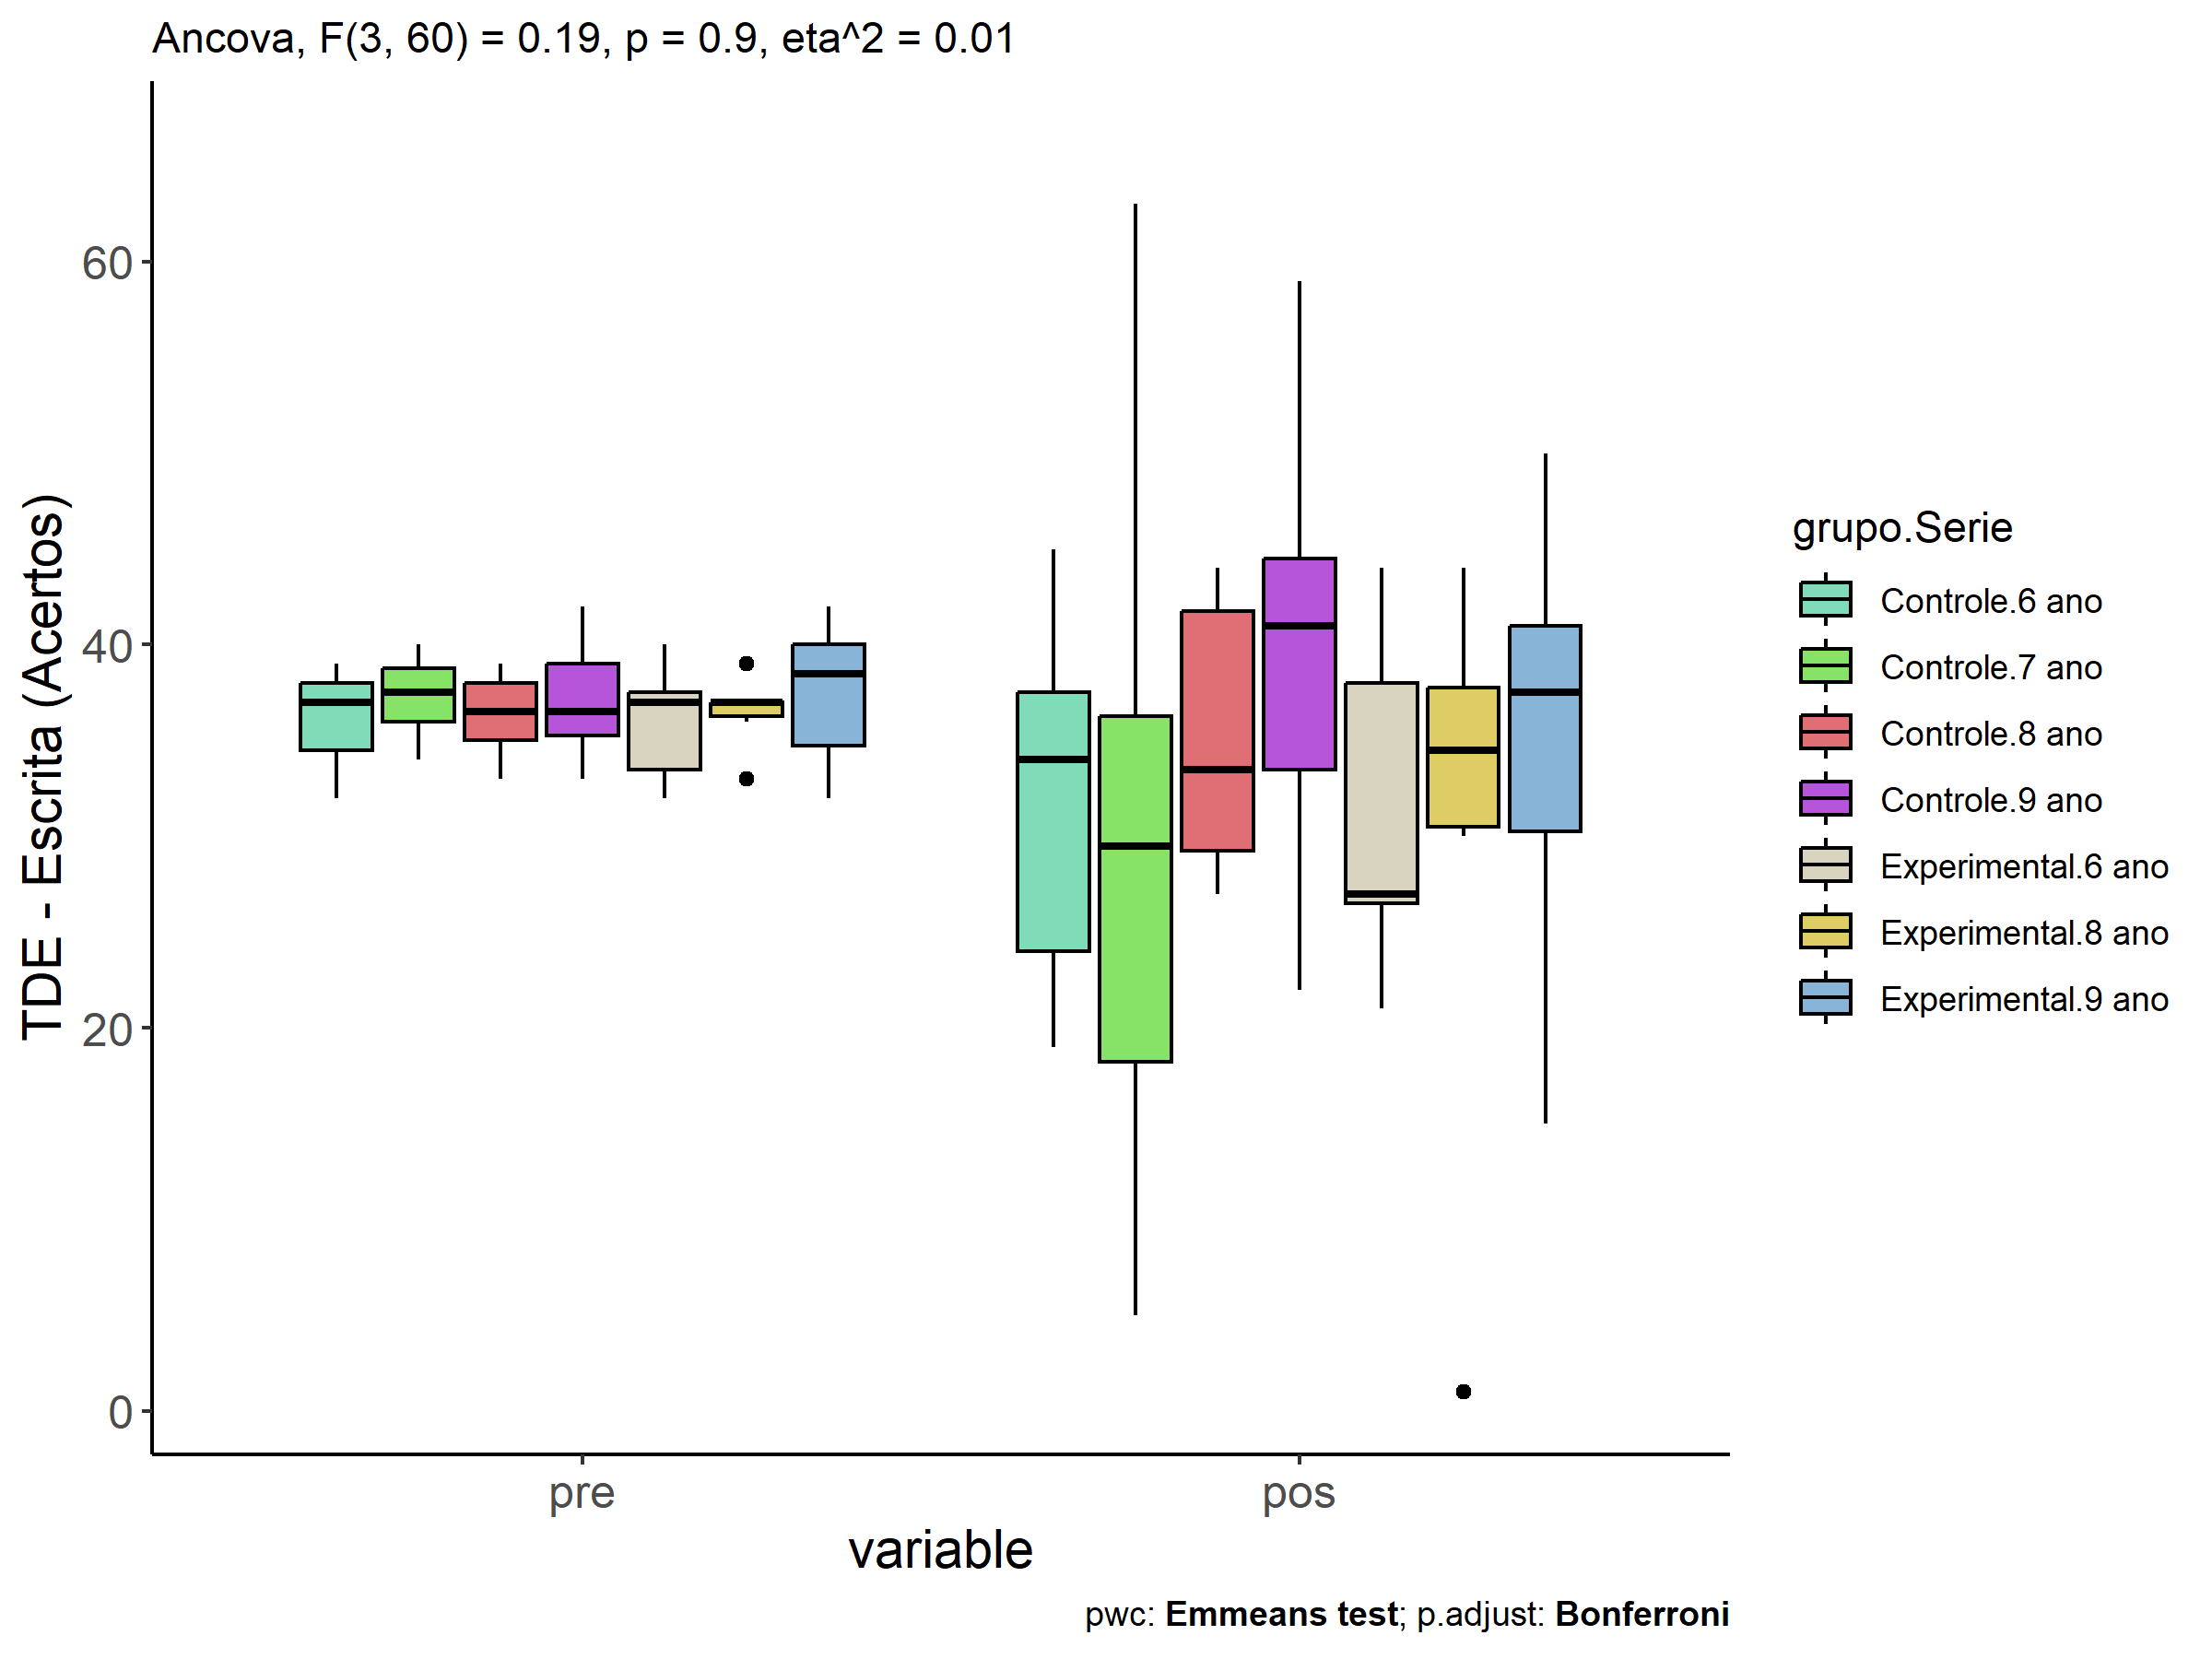 Ancova, F(3, 60) = 0.19, p = 0.9, eta^2 = 0.01
TDE - Escrita (Acertos)
60
40
20
0
pre
pos
variable
grupo.Serie
Controle.6 ano
Controle.7 ano
Controle.8 ano
Controle.9 ano
Experimental.6 ano
Experimental.8 ano
Experimental.9 ano
pwc: Emmeans test; p.adjust: Bonferroni